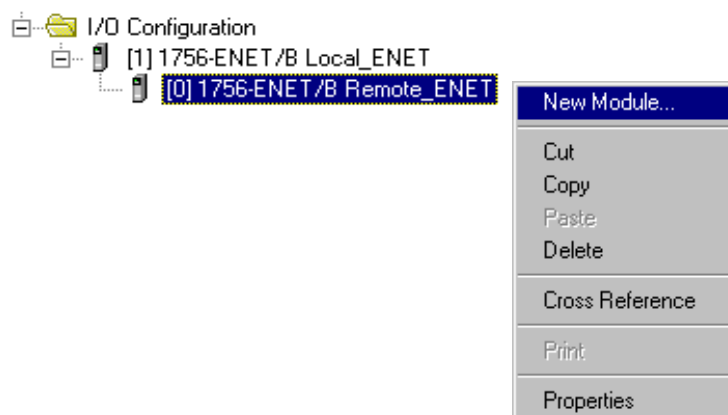 I/O Configuration
[1] 1756-ENET/B Local_ENET
[0] 1756-ENET/B Remote_ENET
New Module...
Cut
Copy
Paste
Delete
Cross Reference
Print
Properties